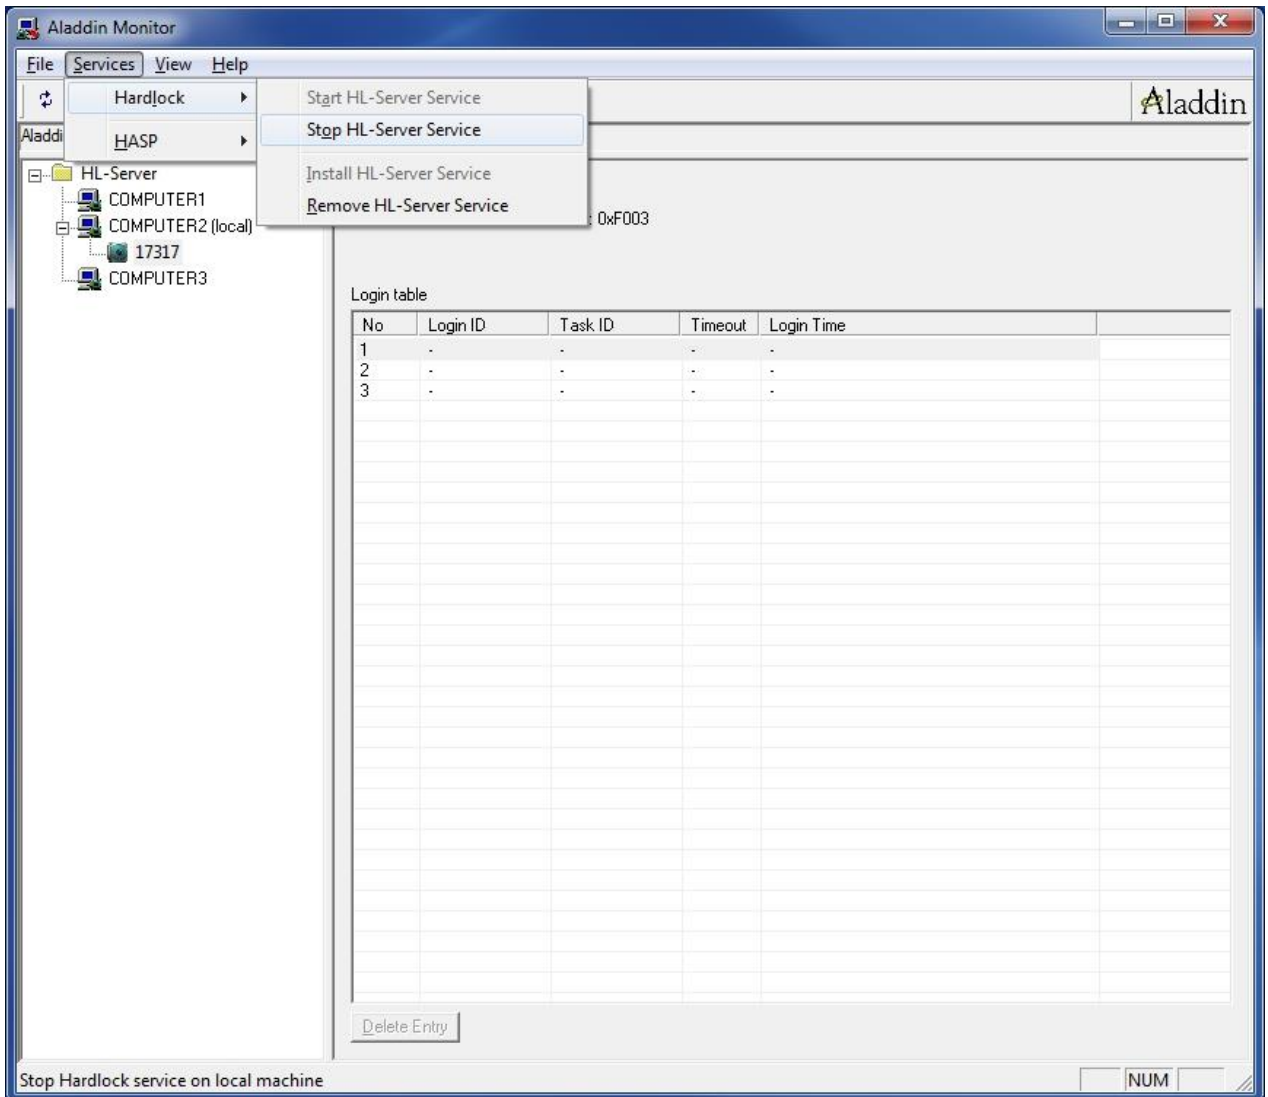 Aladdin Monitor
File Services View Help
Hardlock
HASP
Start HL-Server Service
Stop HL-Server Service
Install HL-Server Service
Remove HL-Server Service
Aladdin
Aladdi
HL-Server
COMPUTER1
COMPUTER2 (local)
17317
COMPUTER3
: 0xF003
Login table
No Login ID Task ID Timeout Login Time
1 - - - -
2 - - - -
3 - - - -
Delete Entry
Stop Hardlock service on local machine
NUM